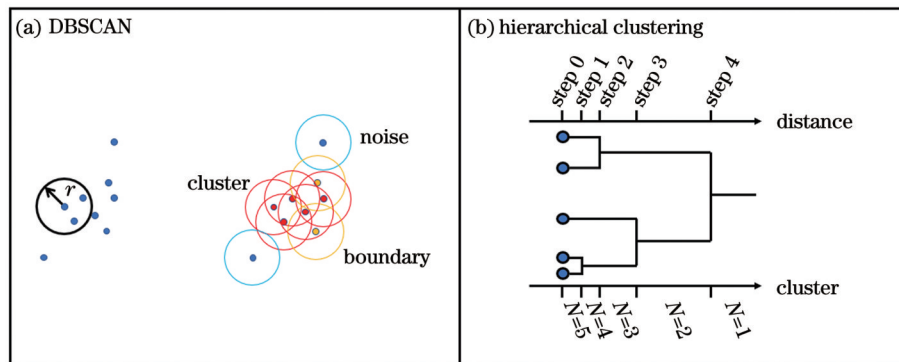 (a) DBSCAN
r
noise
cluster
boundary
(b) hierarchical clustering
step 0
step 1
step 2
step 3
step 4
distance
cluster
N=5
N=4
N=3
N=2
N=1